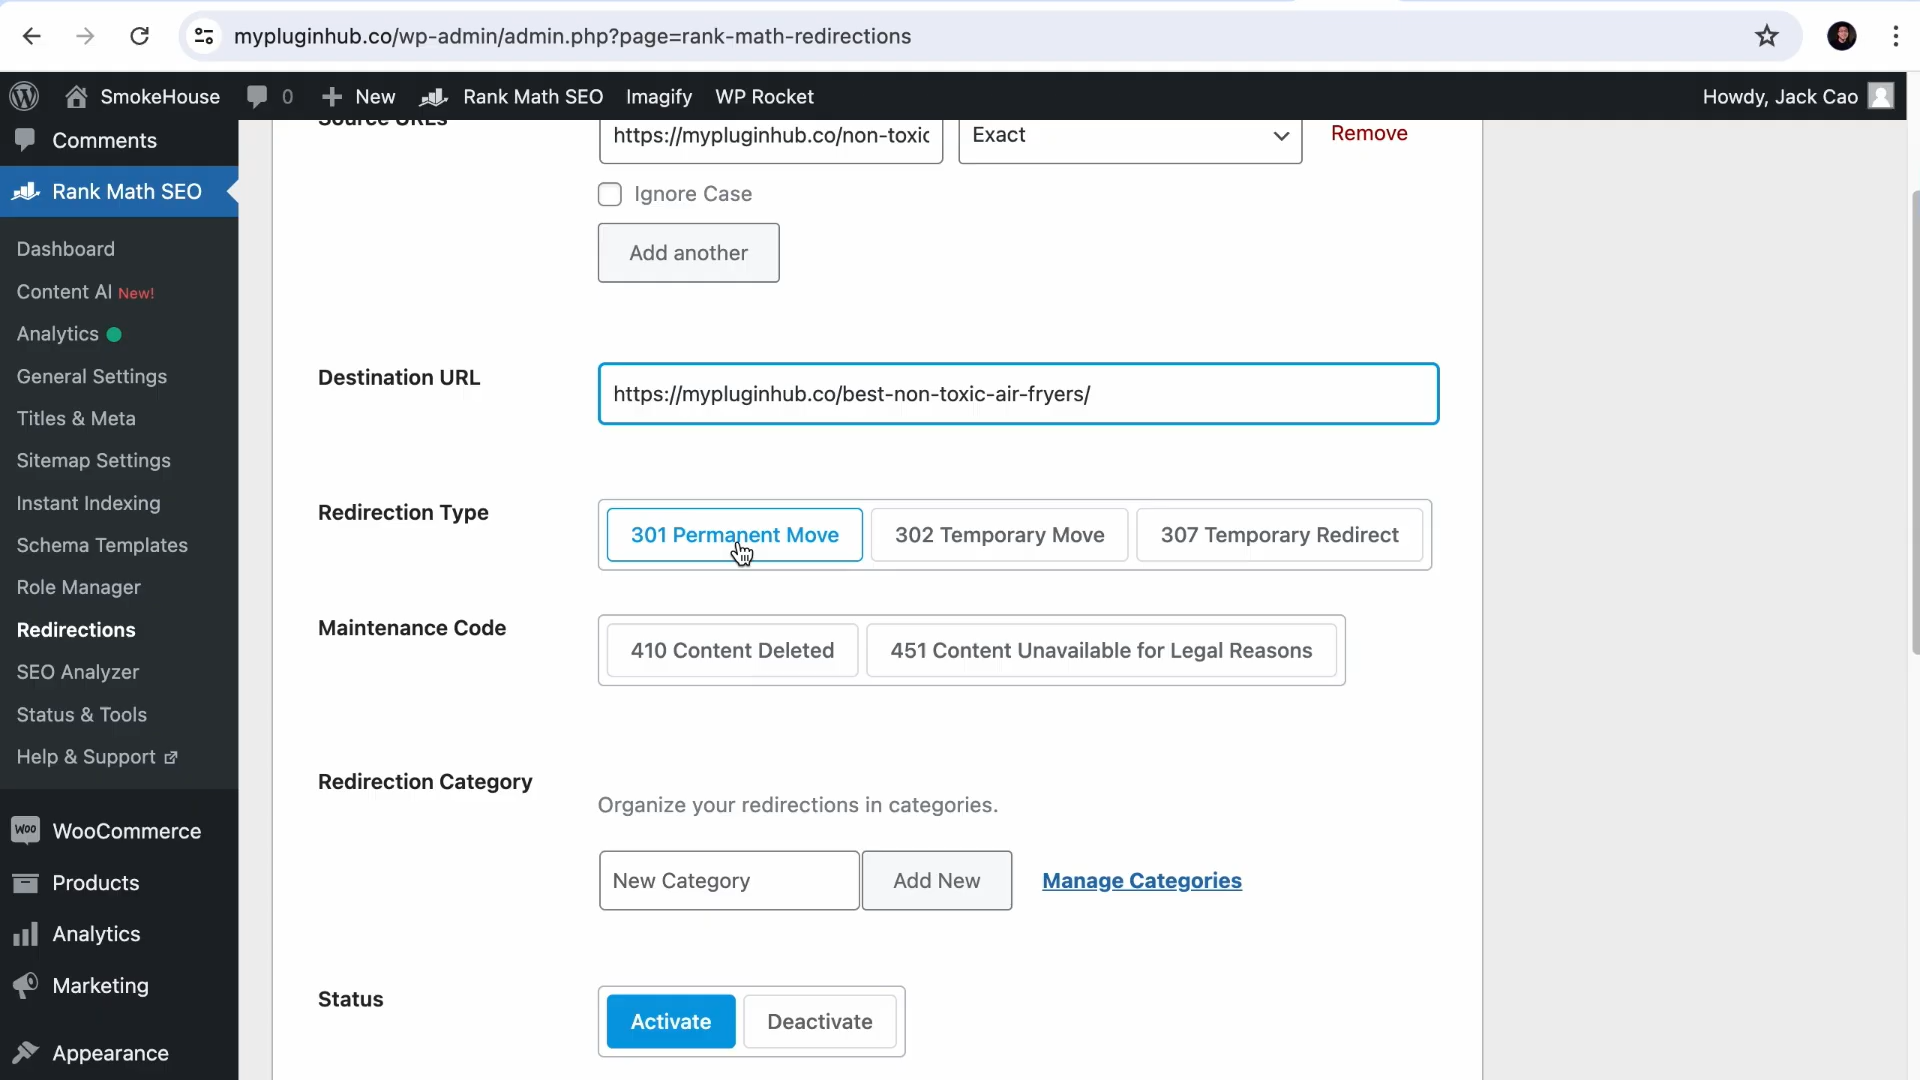 mypluginhub.co/wp-admin/admin.php?page=rank-math-redirections
SmokeHouse 0 New Rank Math SEO Imagify WP Rocket Howdy, Jack Cao
Comments
Rank Math SEO
Dashboard
Content AI New!
Analytics
General Settings
Titles & Meta
Sitemap Settings
Instant Indexing
Schema Templates
Role Manager
Redirections
SEO Analyzer
Status & Tools
Help & Support
WooCommerce
Products
Analytics
Marketing
Appearance
Source URLs
https://mypluginhub.co/non-toxic Exact Remove
Ignore Case
Add another
Destination URL
https://mypluginhub.co/best-non-toxic-air-fryers/
Redirection Type
301 Permanent Move 302 Temporary Move 307 Temporary Redirect
Maintenance Code
410 Content Deleted 451 Content Unavailable for Legal Reasons
Redirection Category
Organize your redirections in categories.
New Category Add New Manage Categories
Status
Activate Deactivate